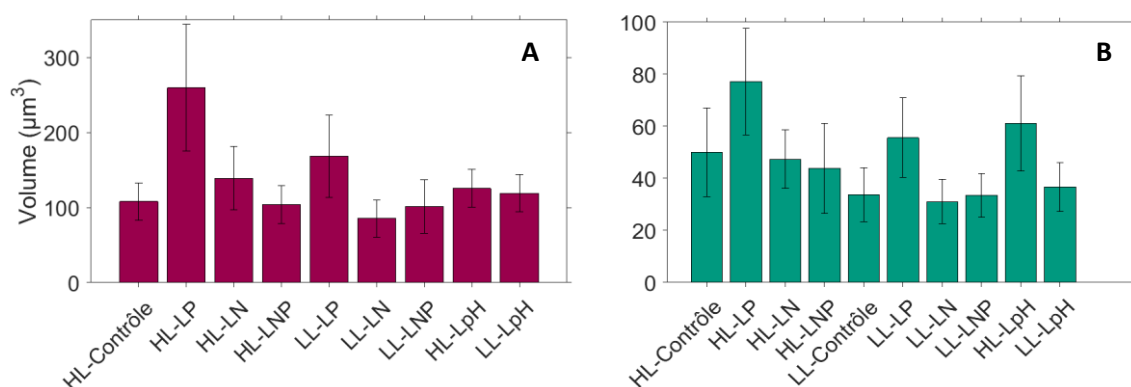 A
Volume (µm³)
300
200
100
0
HL-Contrôle
HL-LP
HL-LN
HL-LNP
LL-LP
LL-LN
LL-LNP
HL-LpH
LL-LpH
B
100
80
60
40
20
0
HL-Contrôle
HL-LP
HL-LN
HL-LNP
LL-Contrôle
LL-LP
LL-LN
LL-LNP
HL-LpH
LL-LpH